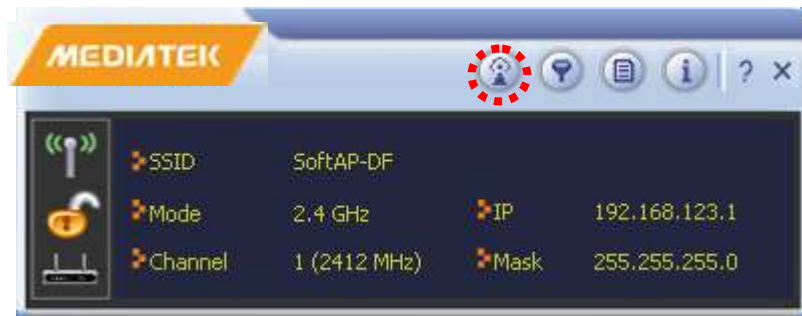 MEDIATEK
i ? ×
SSID SoftAP-DF
Mode 2.4 GHz IP 192.168.123.1
Channel 1 (2412 MHz) Mask 255.255.255.0